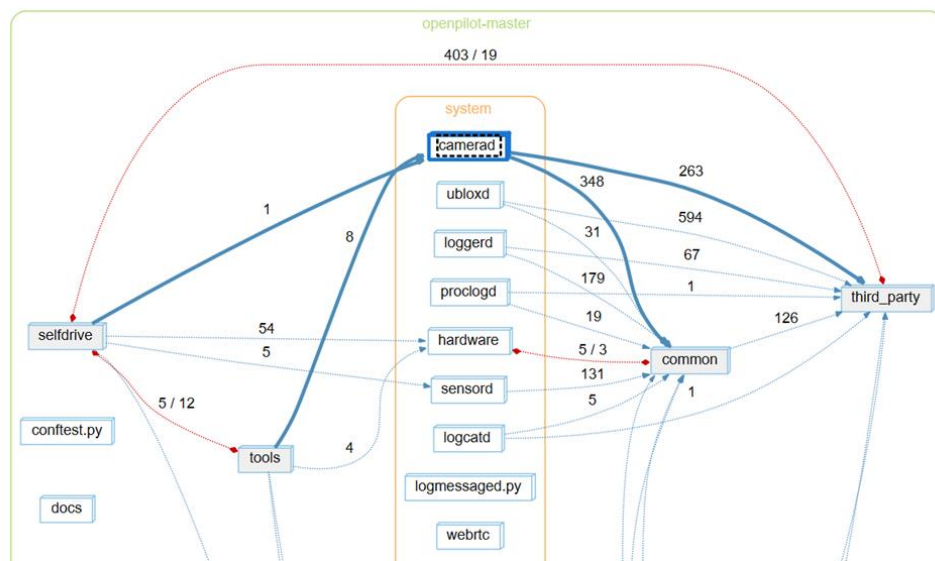 openpilot-master
403 / 19
system
camerad
348
263
ubloxd
1
594
8
31
loggerd
67
179
1
proclogd
third_party
19
126
selfdrive
54
hardware
5 / 3
common
5
131
sensord
5
1
5 / 12
conftest.py
logcatd
4
tools
logmessaged.py
docs
webrtc